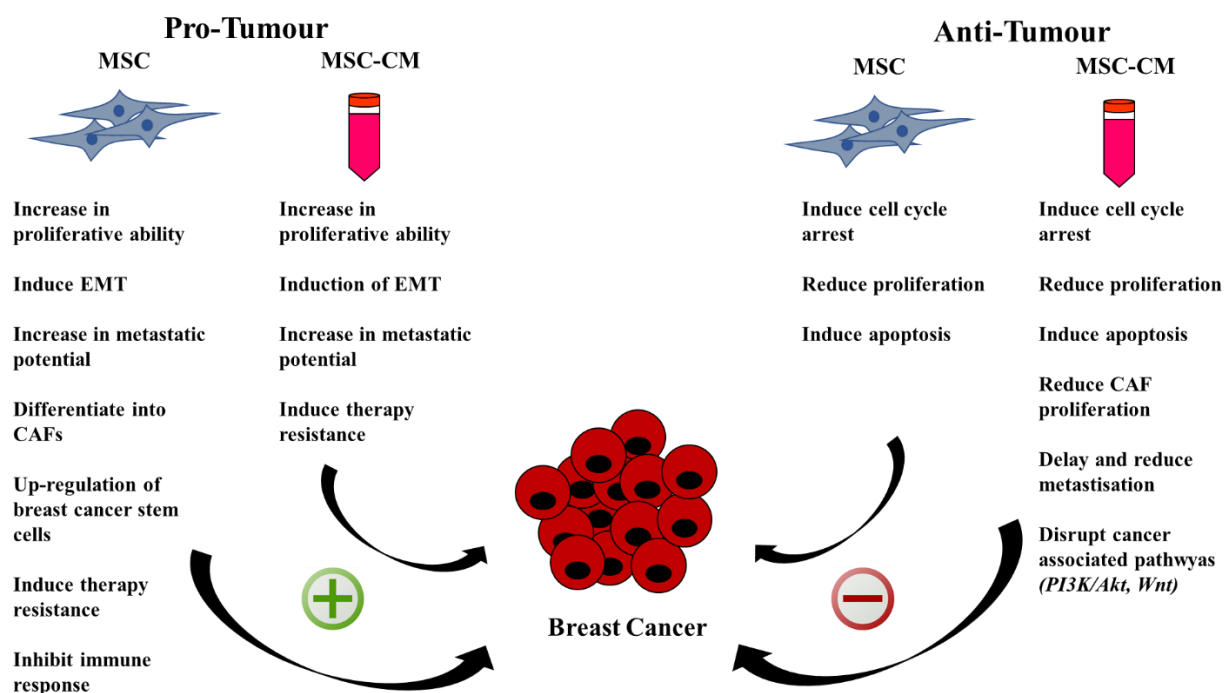 Pro-Tumour
MSC
MSC-CM
Increase in
proliferative ability
Induce EMT
Increase in metastatic
potential
Differentiate into
CAFs
Up-regulation of
breast cancer stem
cells
Induce therapy
resistance
Inhibit immune
response
Increase in
proliferative ability
Induction of EMT
Increase in metastatic
potential
Induce therapy
resistance
Breast Cancer
Anti-Tumour
MSC
MSC-CM
Induce cell cycle
arrest
Reduce proliferation
Induce apoptosis
Induce cell cycle
arrest
Reduce proliferation
Induce apoptosis
Reduce CAF
proliferation
Delay and reduce
metastisation
Disrupt cancer
associated pathwyas
(PI3K/Akt, Wnt)